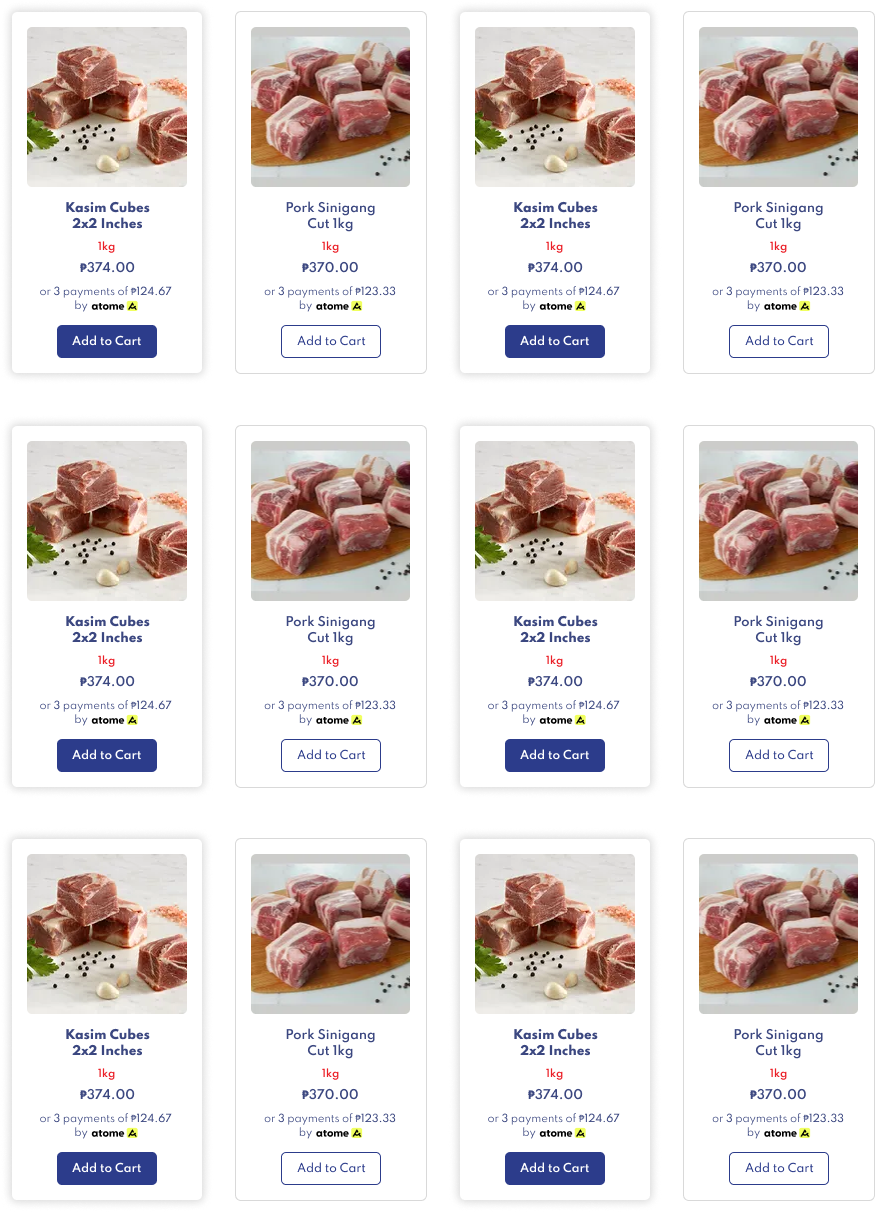 Kasim Cubes
2x2 Inches
1kg
₱374.00
or 3 payments of ₱124.67
by atome
Add to Cart
Pork Sinigang
Cut 1kg
1kg
₱370.00
or 3 payments of ₱123.33
by atome
Add to Cart
Kasim Cubes
2x2 Inches
1kg
₱374.00
or 3 payments of ₱124.67
by atome
Add to Cart
Pork Sinigang
Cut 1kg
1kg
₱370.00
or 3 payments of ₱123.33
by atome
Add to Cart
Kasim Cubes
2x2 Inches
1kg
₱374.00
or 3 payments of ₱124.67
by atome
Add to Cart
Pork Sinigang
Cut 1kg
1kg
₱370.00
or 3 payments of ₱123.33
by atome
Add to Cart
Kasim Cubes
2x2 Inches
1kg
₱374.00
or 3 payments of ₱124.67
by atome
Add to Cart
Pork Sinigang
Cut 1kg
1kg
₱370.00
or 3 payments of ₱123.33
by atome
Add to Cart
Kasim Cubes
2x2 Inches
1kg
₱374.00
or 3 payments of ₱124.67
by atome
Add to Cart
Pork Sinigang
Cut 1kg
1kg
₱370.00
or 3 payments of ₱123.33
by atome
Add to Cart
Kasim Cubes
2x2 Inches
1kg
₱374.00
or 3 payments of ₱124.67
by atome
Add to Cart
Pork Sinigang
Cut 1kg
1kg
₱370.00
or 3 payments of ₱123.33
by atome
Add to Cart